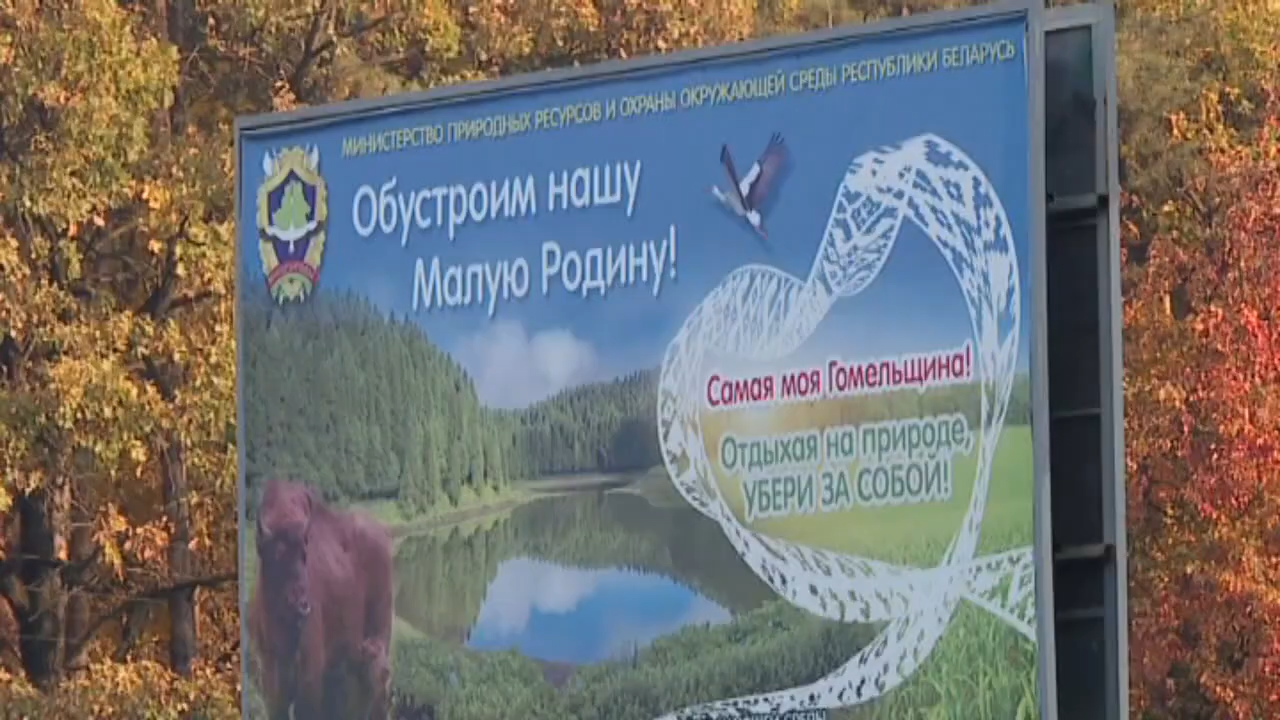 МИНИСТЕРСТВО ПРИРОДНЫХ РЕСУРСОВ И ОХРАНЫ ОКРУЖАЮЩЕЙ СРЕДЫ РЕСПУБЛИКИ БЕЛАРУСЬ
Обустроим нашу
Малую Родину!
Самая моя Гомельщина!
Отдыхая на природе,
УБЕРИ ЗА СОБОЙ!
СРЕДЫ